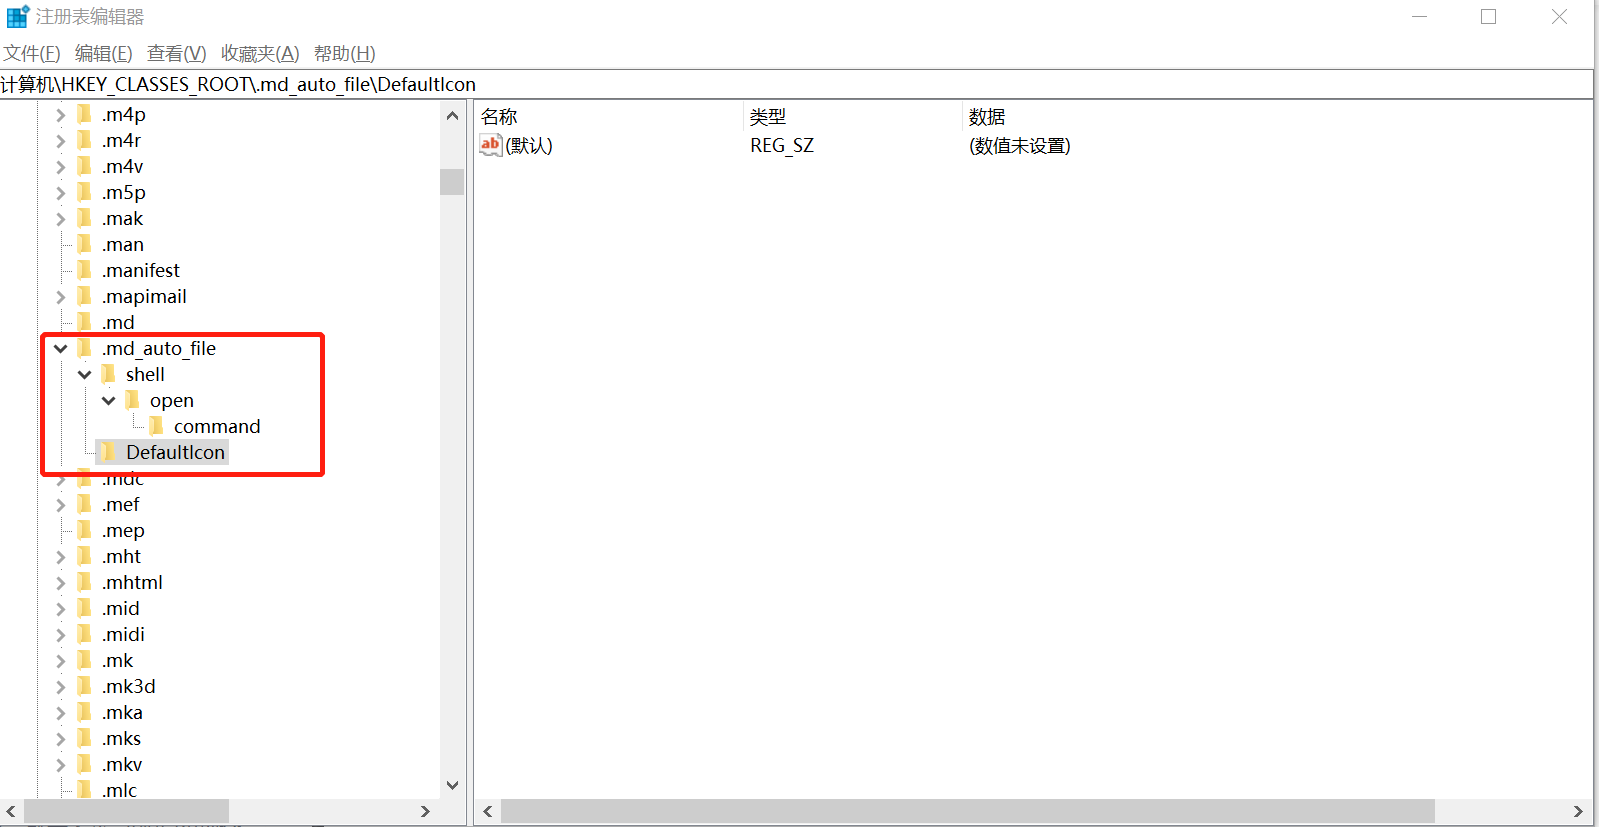 注册表编辑器
文件(F) 编辑(E) 查看(V) 收藏夹(A) 帮助(H)
计算机\HKEY_CLASSES_ROOT\.md_auto_file\DefaultIcon
.m4p
.m4r
.m4v
.m5p
.mak
.man
.manifest
.mapimail
.md
.md_auto_file
shell
open
command
DefaultIcon
.mdc
.mef
.mep
.mht
.mhtml
.mid
.midi
.mk
.mk3d
.mka
.mks
.mkv
.mlc
名称 类型 数据
ab (默认) REG_SZ (数值未设置)